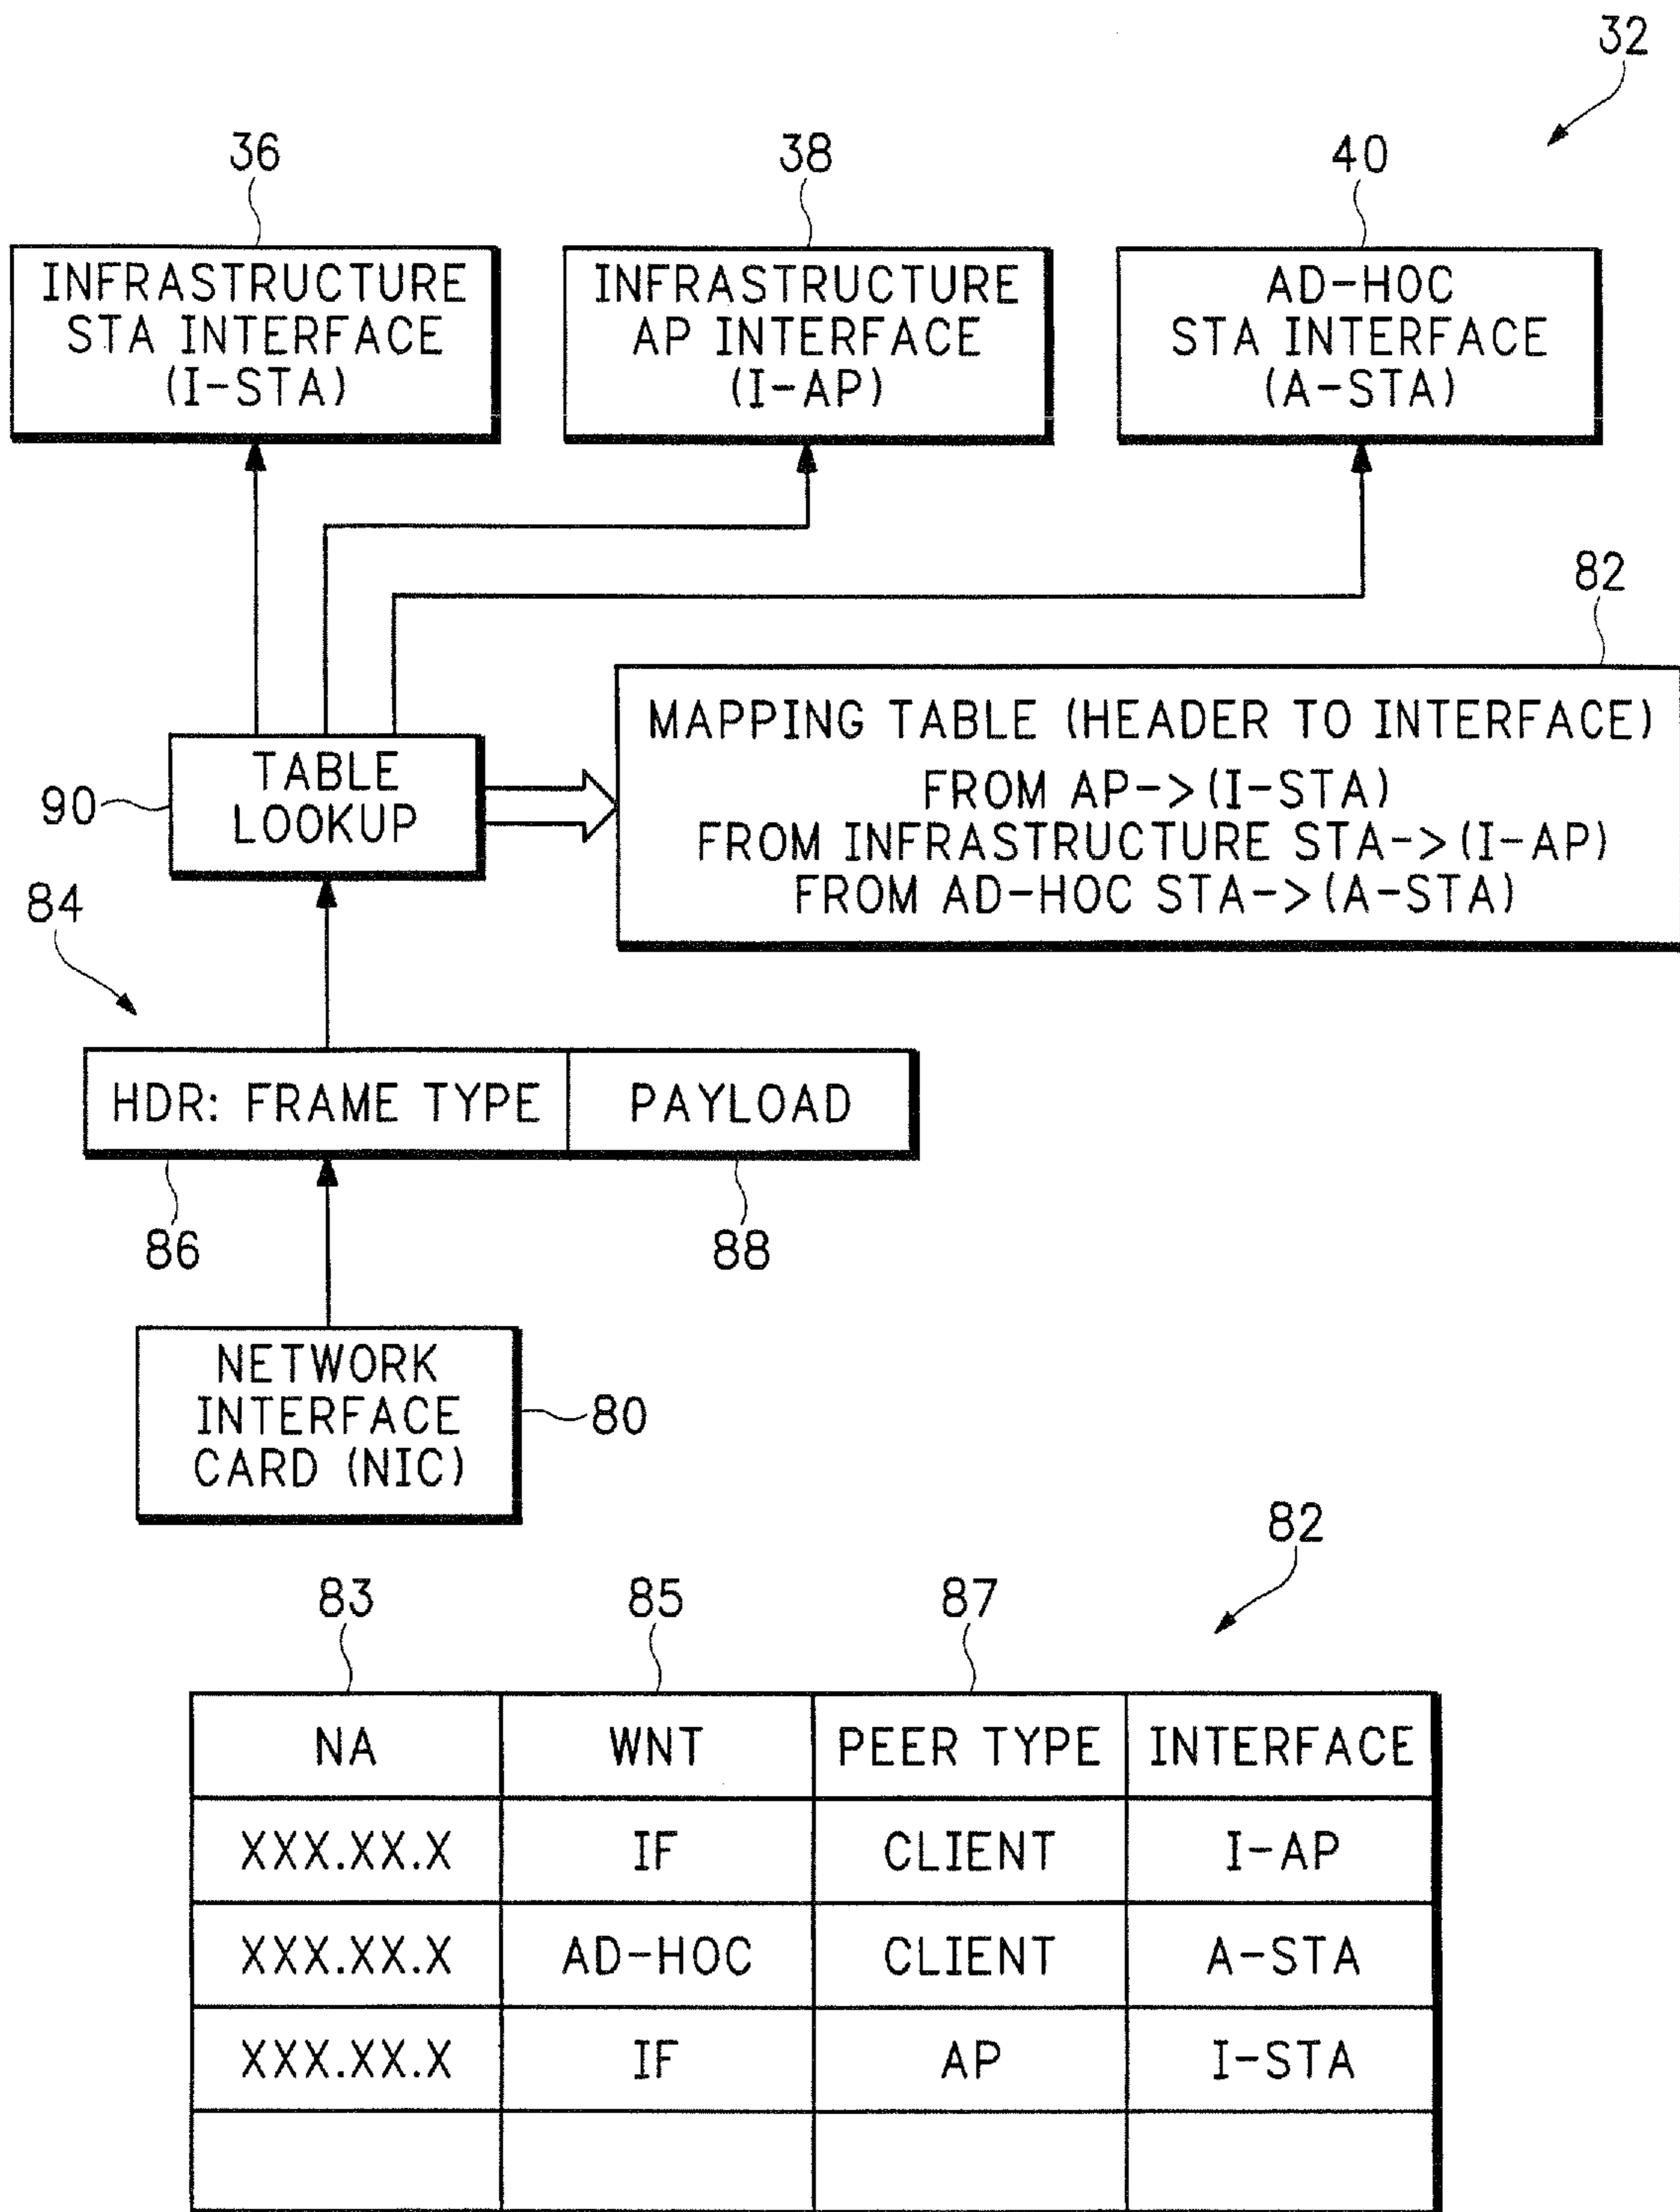 32
36
38
40
INFRASTRUCTURE
STA INTERFACE
(I-STA)
INFRASTRUCTURE
AP INTERFACE
(I-AP)
AD-HOC
STA INTERFACE
(A-STA)
82
MAPPING TABLE (HEADER TO INTERFACE)
FROM AP->(I-STA)
FROM INFRASTRUCTURE STA->(I-AP)
FROM AD-HOC STA->(A-STA)
TABLE
LOOKUP
90
84
HDR: FRAME TYPE
PAYLOAD
86
88
NETWORK
INTERFACE
CARD (NIC)
80
82
83
85
87
NA WNT PEER TYPE INTERFACE
XXX.XX.X IF CLIENT I-AP
XXX.XX.X AD-HOC CLIENT A-STA
XXX.XX.X IF AP I-STA